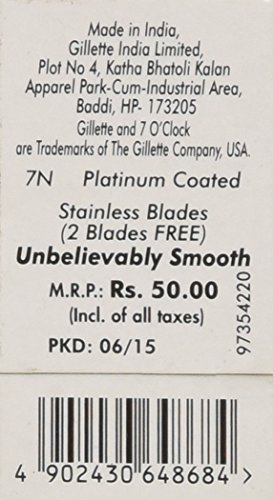 Made in India,
Gillette India Limited,
Plot No 4, Katha Bhatoli Kalan
Apparel Park-Cum-Industrial Area,
Baddi, HP- 173205
Gillette and 7 O'Clock
are Trademarks of The Gillette Company, USA.
7N Platinum Coated
Stainless Blades
(2 Blades FREE)
Unbelievably Smooth
M.R.P.: Rs. 50.00
(Incl. of all taxes)
PKD: 06/15
97354220
4 902430 648684 >